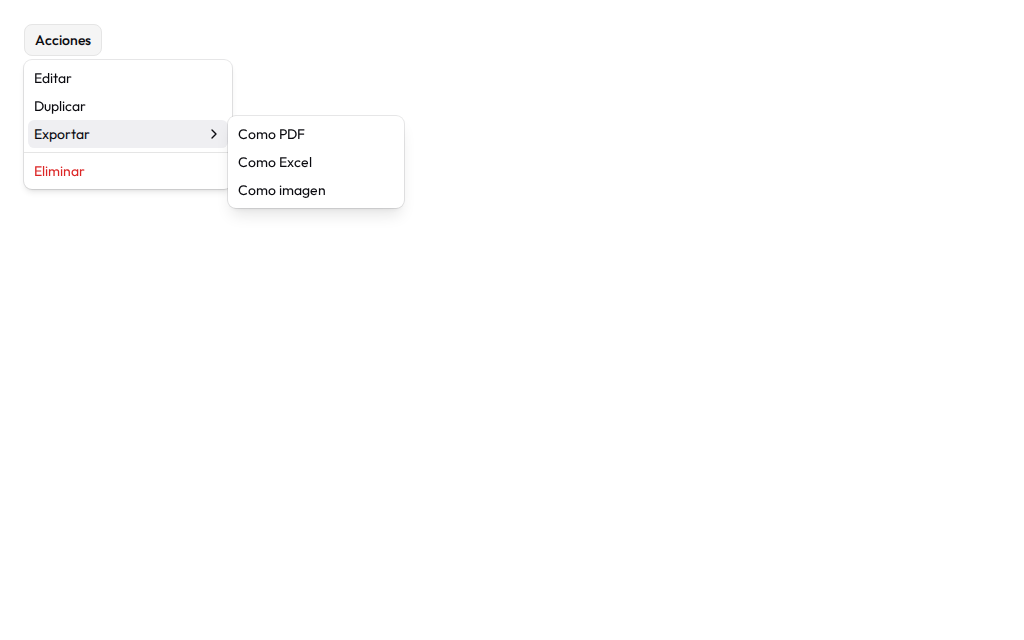 Acciones
Editar
Duplicar
Exportar
Eliminar
Como PDF
Como Excel
Como imagen